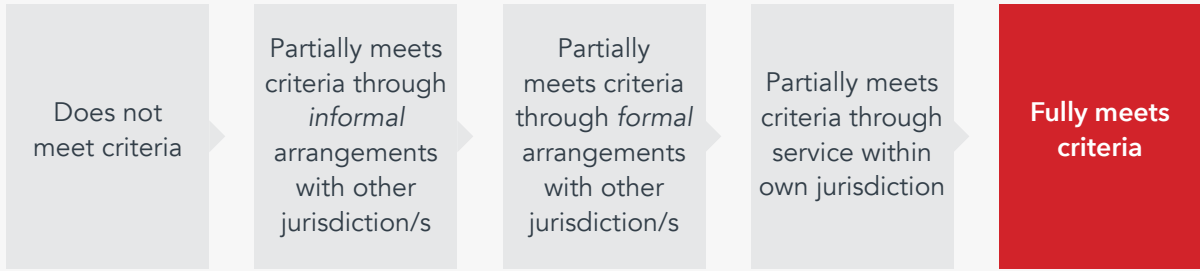 Does not
meet criteria
Partially meets
criteria through
informal
arrangements
with other
jurisdiction/s
Partially
meets criteria
through formal
arrangements
with other
jurisdiction/s
Partially meets
criteria through
service within
own jurisdiction
Fully meets
criteria